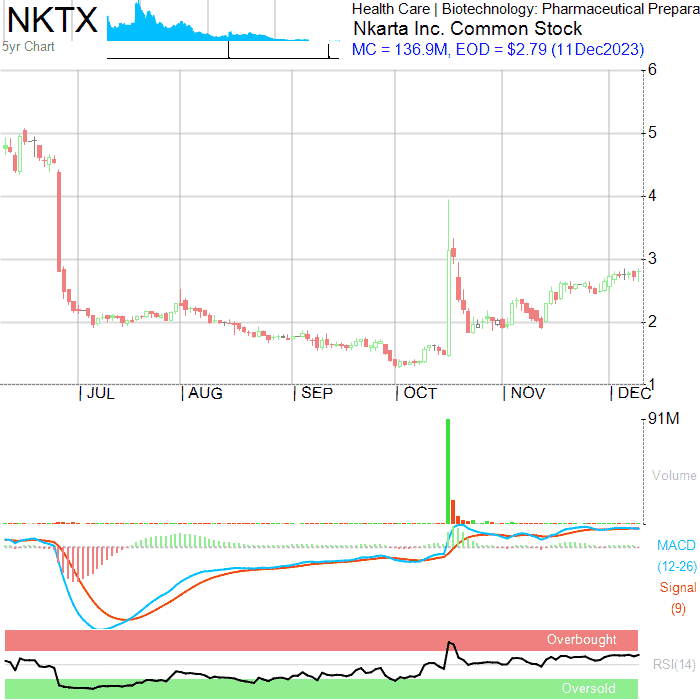 NKTX
5yr Chart
Health Care | Biotechnology: Pharmaceutical Prepara
Nkarta Inc. Common Stock
MC = 136.9M, EOD = $2.79 (11Dec2023)
6
5
4
3
2
1
| JUL | AUG | SEP | OCT | NOV | DEC
91M
Volume
MACD
(12-26)
Signal
(9)
Overbought
RSI(14)
Oversold